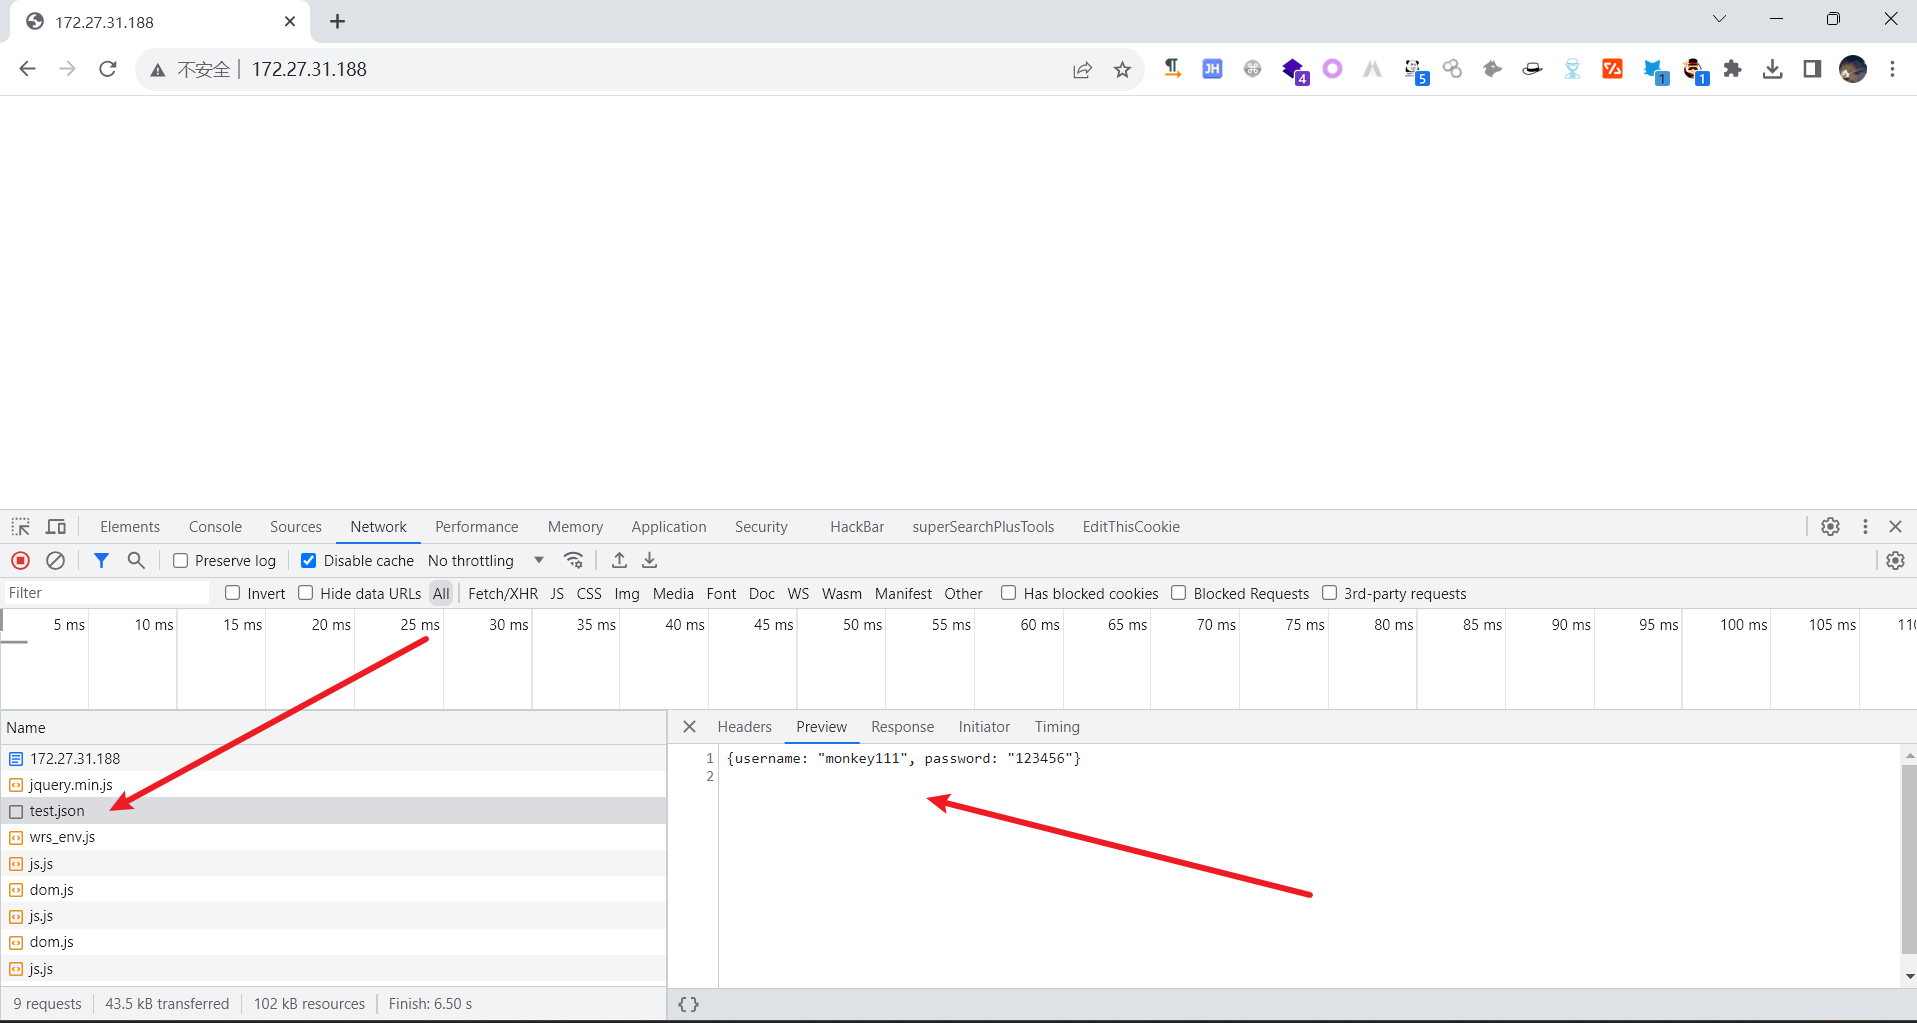 172.27.31.188
不安全 | 172.27.31.188
JH
4
5
1
1
Elements Console Sources Network Performance Memory Application Security HackBar superSearchPlusTools EditThisCookie
Preserve log Disable cache No throttling
Filter Invert Hide data URLs All Fetch/XHR JS CSS Img Media Font Doc WS Wasm Manifest Other Has blocked cookies Blocked Requests 3rd-party requests
5 ms 10 ms 15 ms 20 ms 25 ms 30 ms 35 ms 40 ms 45 ms 50 ms 55 ms 60 ms 65 ms 70 ms 75 ms 80 ms 85 ms 90 ms 95 ms 100 ms 105 ms
Name
172.27.31.188
jquery.min.js
test.json
wrs_env.js
js.js
dom.js
js.js
dom.js
js.js
9 requests 43.5 kB transferred 102 kB resources Finish: 6.50 s
Headers Preview Response Initiator Timing
1 {username: "monkey111", password: "123456"}
2
{}